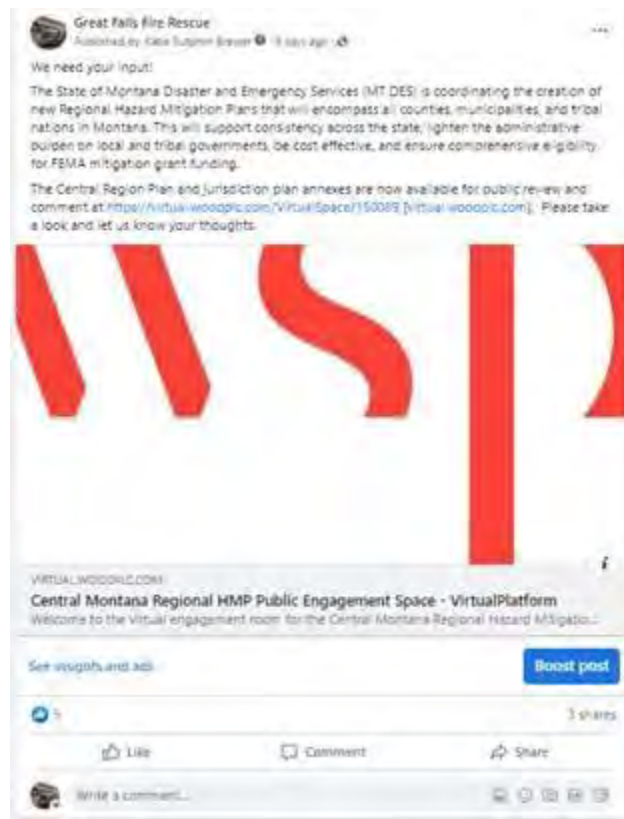 Great Falls Fire Rescue
Published by Katie
We need your input!
The State of Montana Disaster and Emergency Services (MT DES) is coordinating the creation of
new Regional Hazard Mitigation Plans that will encompass all counties, municipalities, and tribal
nations in Montana. This will support consistency across the state, lighten the administrative
burden on local and tribal governments, be cost effective, and ensure comprehensive eligibility
for FEMA mitigation grant funding.
The Central Region Plan and Jurisdiction plan annexes are now available for public review and
comment at https://virtual.woodplc.com/VirtualSpace/150089 [virtual.woodplc.com]. Please take
a look and let us know your thoughts.
wsp
VIRTUAL.WOODPLC.COM
Central Montana Regional HMP Public Engagement Space - VirtualPlatform
Welcome to the Virtual engagement room for the Central Montana Regional Hazard Mitigatio...
See insights and ads
Boost post
5
3 shares
Like
Comment
Share
Write a comment...